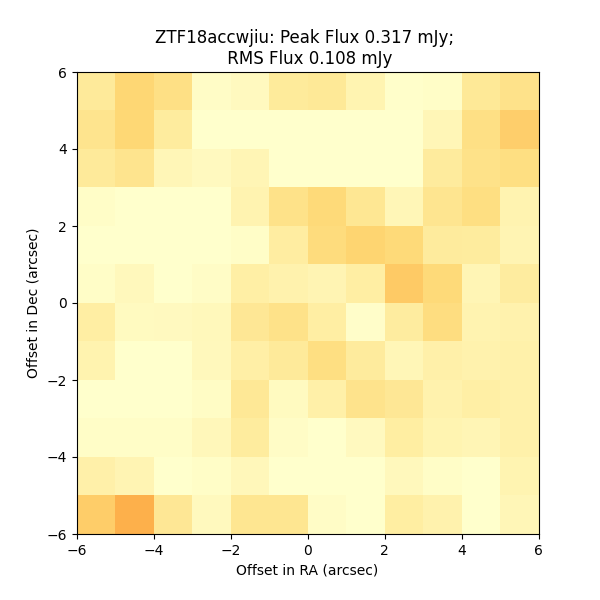 ZTF18accwjiu: Peak Flux 0.317 mJy;
RMS Flux 0.108 mJy
6
4
2
0
−2
−4
−6
Offset in Dec (arcsec)
−6 −4 −2 0 2 4 6
Offset in RA (arcsec)